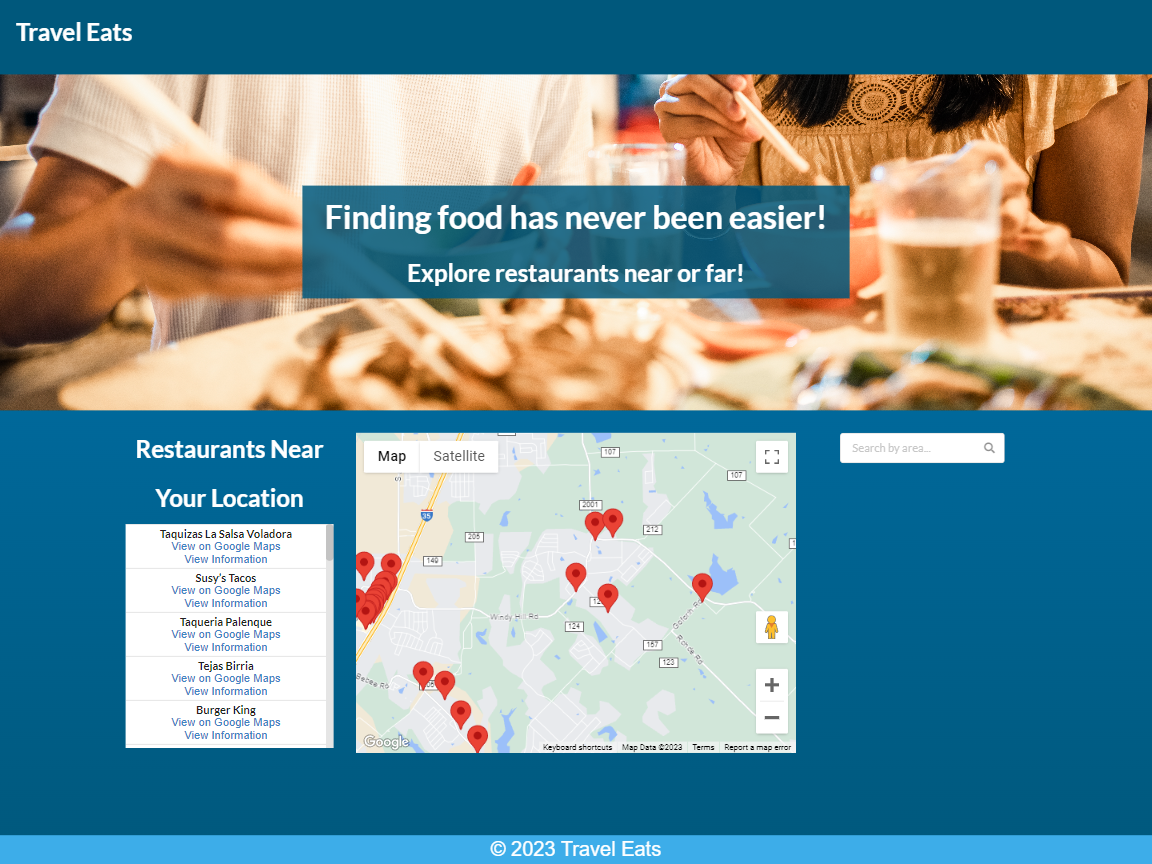 Travel Eats
Finding food has never been easier!
Explore restaurants near or far!
Restaurants Near
Your Location
Taquizas La Salsa Voladora
View on Google Maps
View Information
Susy's Tacos
View on Google Maps
View Information
Taqueria Palenque
View on Google Maps
View Information
Tejas Birria
View on Google Maps
View Information
Burger King
View on Google Maps
View Information
Map
Satellite
107
107
2001
35
212
205
149
Windy Hill Rd
124
157
123
Rohde Rd
Google
Keyboard shortcuts
Map Data ©2023
Terms
Report a map error
Search by area...
© 2023 Travel Eats